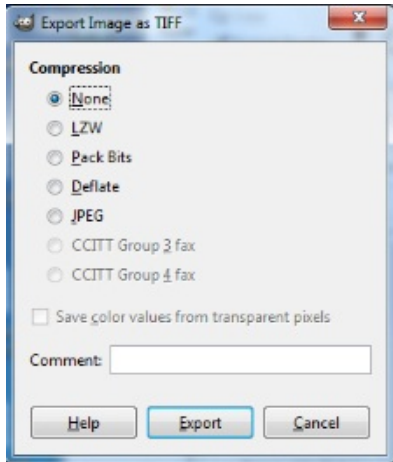 Export Image as TIFF
Compression
None
LZW
Pack Bits
Deflate
JPEG
CCITT Group 3 fax
CCITT Group 4 fax
Save color values from transparent pixels
Comment:
Help Export Cancel